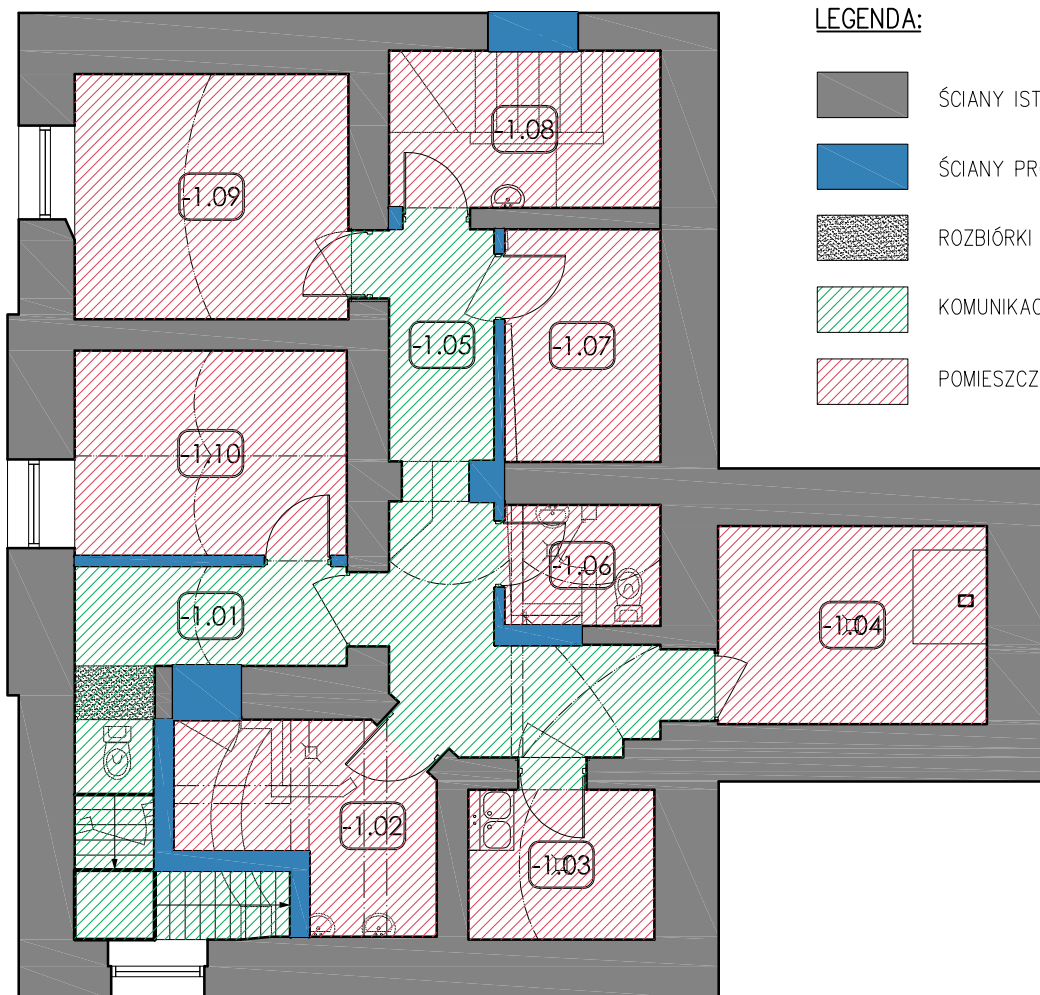 LEGENDA:
ŚCIANY IST
ŚCIANY PR
ROZBIÓRKI
KOMUNIKAC
POMIESZCZ
-1.08
-1.09
-1.05
-1.07
-1.10
-1.06
-1.01
-1.04
-1.02
-1.03